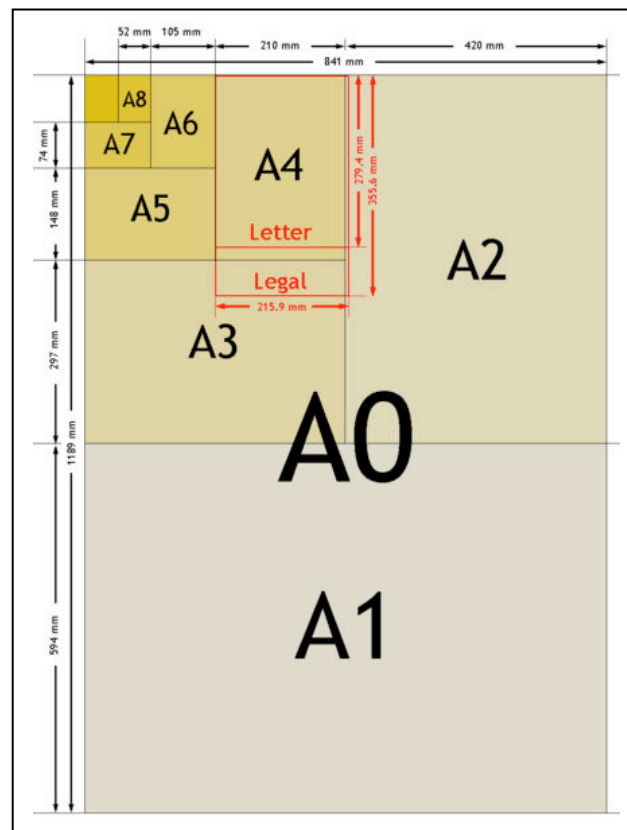 52 mm 105 mm 210 mm 420 mm
841 mm
A8
A7
A6
A5
A4
A3
A2
A0
A1
Letter
Legal
279.4 mm
355.6 mm
215.9 mm
74 mm
148 mm
297 mm
1189 mm
594 mm